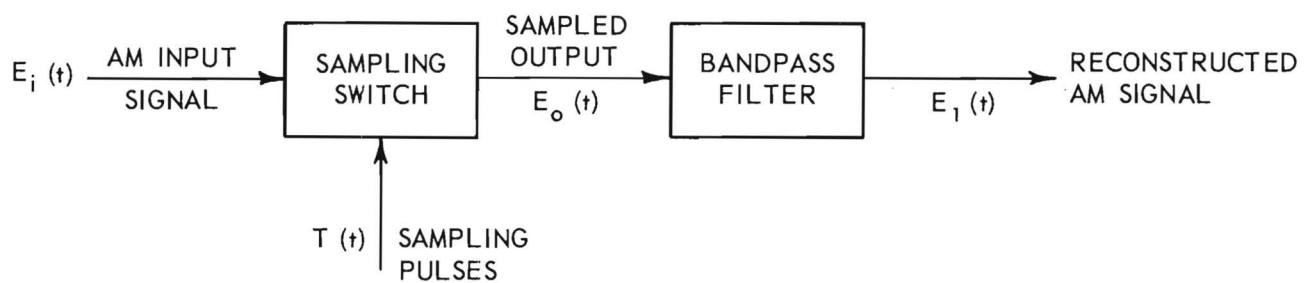 E_i (t)
AM INPUT
SIGNAL
SAMPLING
SWITCH
SAMPLED
OUTPUT
E_o (t)
BANDPASS
FILTER
E_1 (t)
RECONSTRUCTED
AM SIGNAL
T (t)
SAMPLING
PULSES